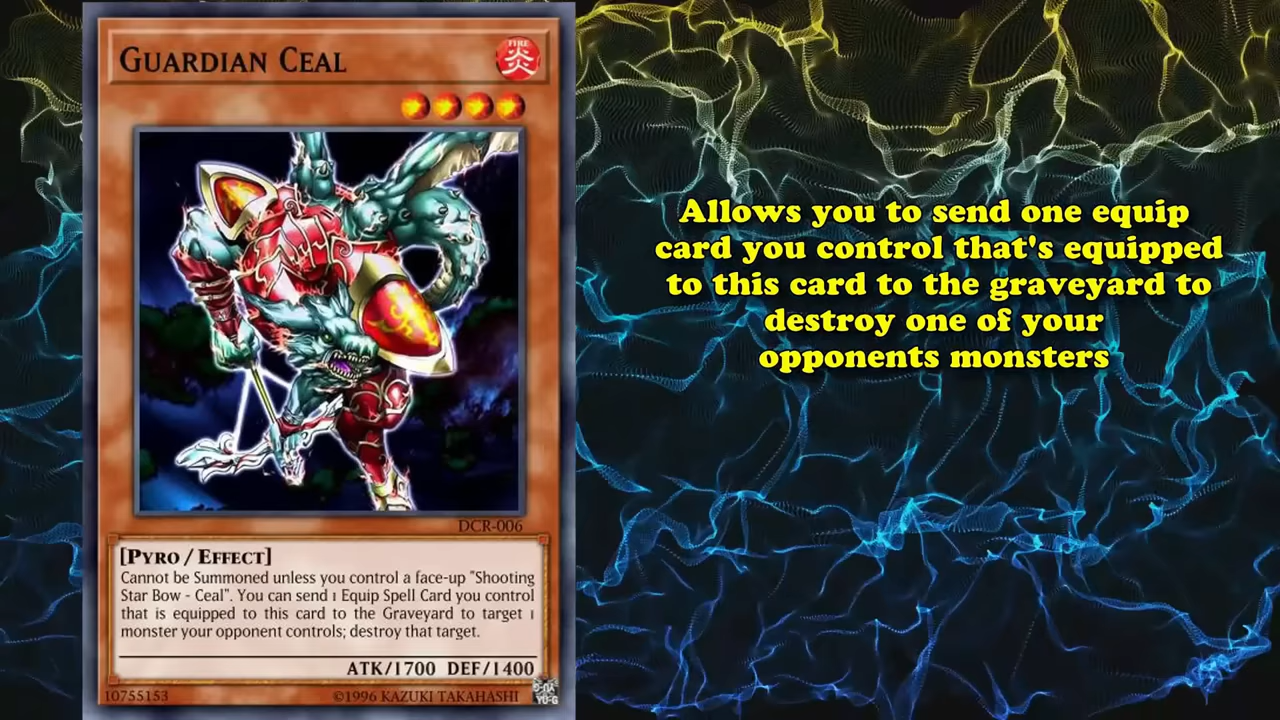 GUARDIAN CEAL
FIRE
炎
Allows you to send one equip
card you control that's equipped
to this card to the graveyard to
destroy one of your
opponents monsters
DCR-006
[PYRO / EFFECT]
Cannot be Summoned unless you control a face-up "Shooting
Star Bow - Ceal". You can send 1 Equip Spell Card you control
that is equipped to this card to the Graveyard to target 1
monster your opponent controls; destroy that target.
ATK/1700 DEF/1400
10755153
©1996 KAZUKI TAKAHASHI